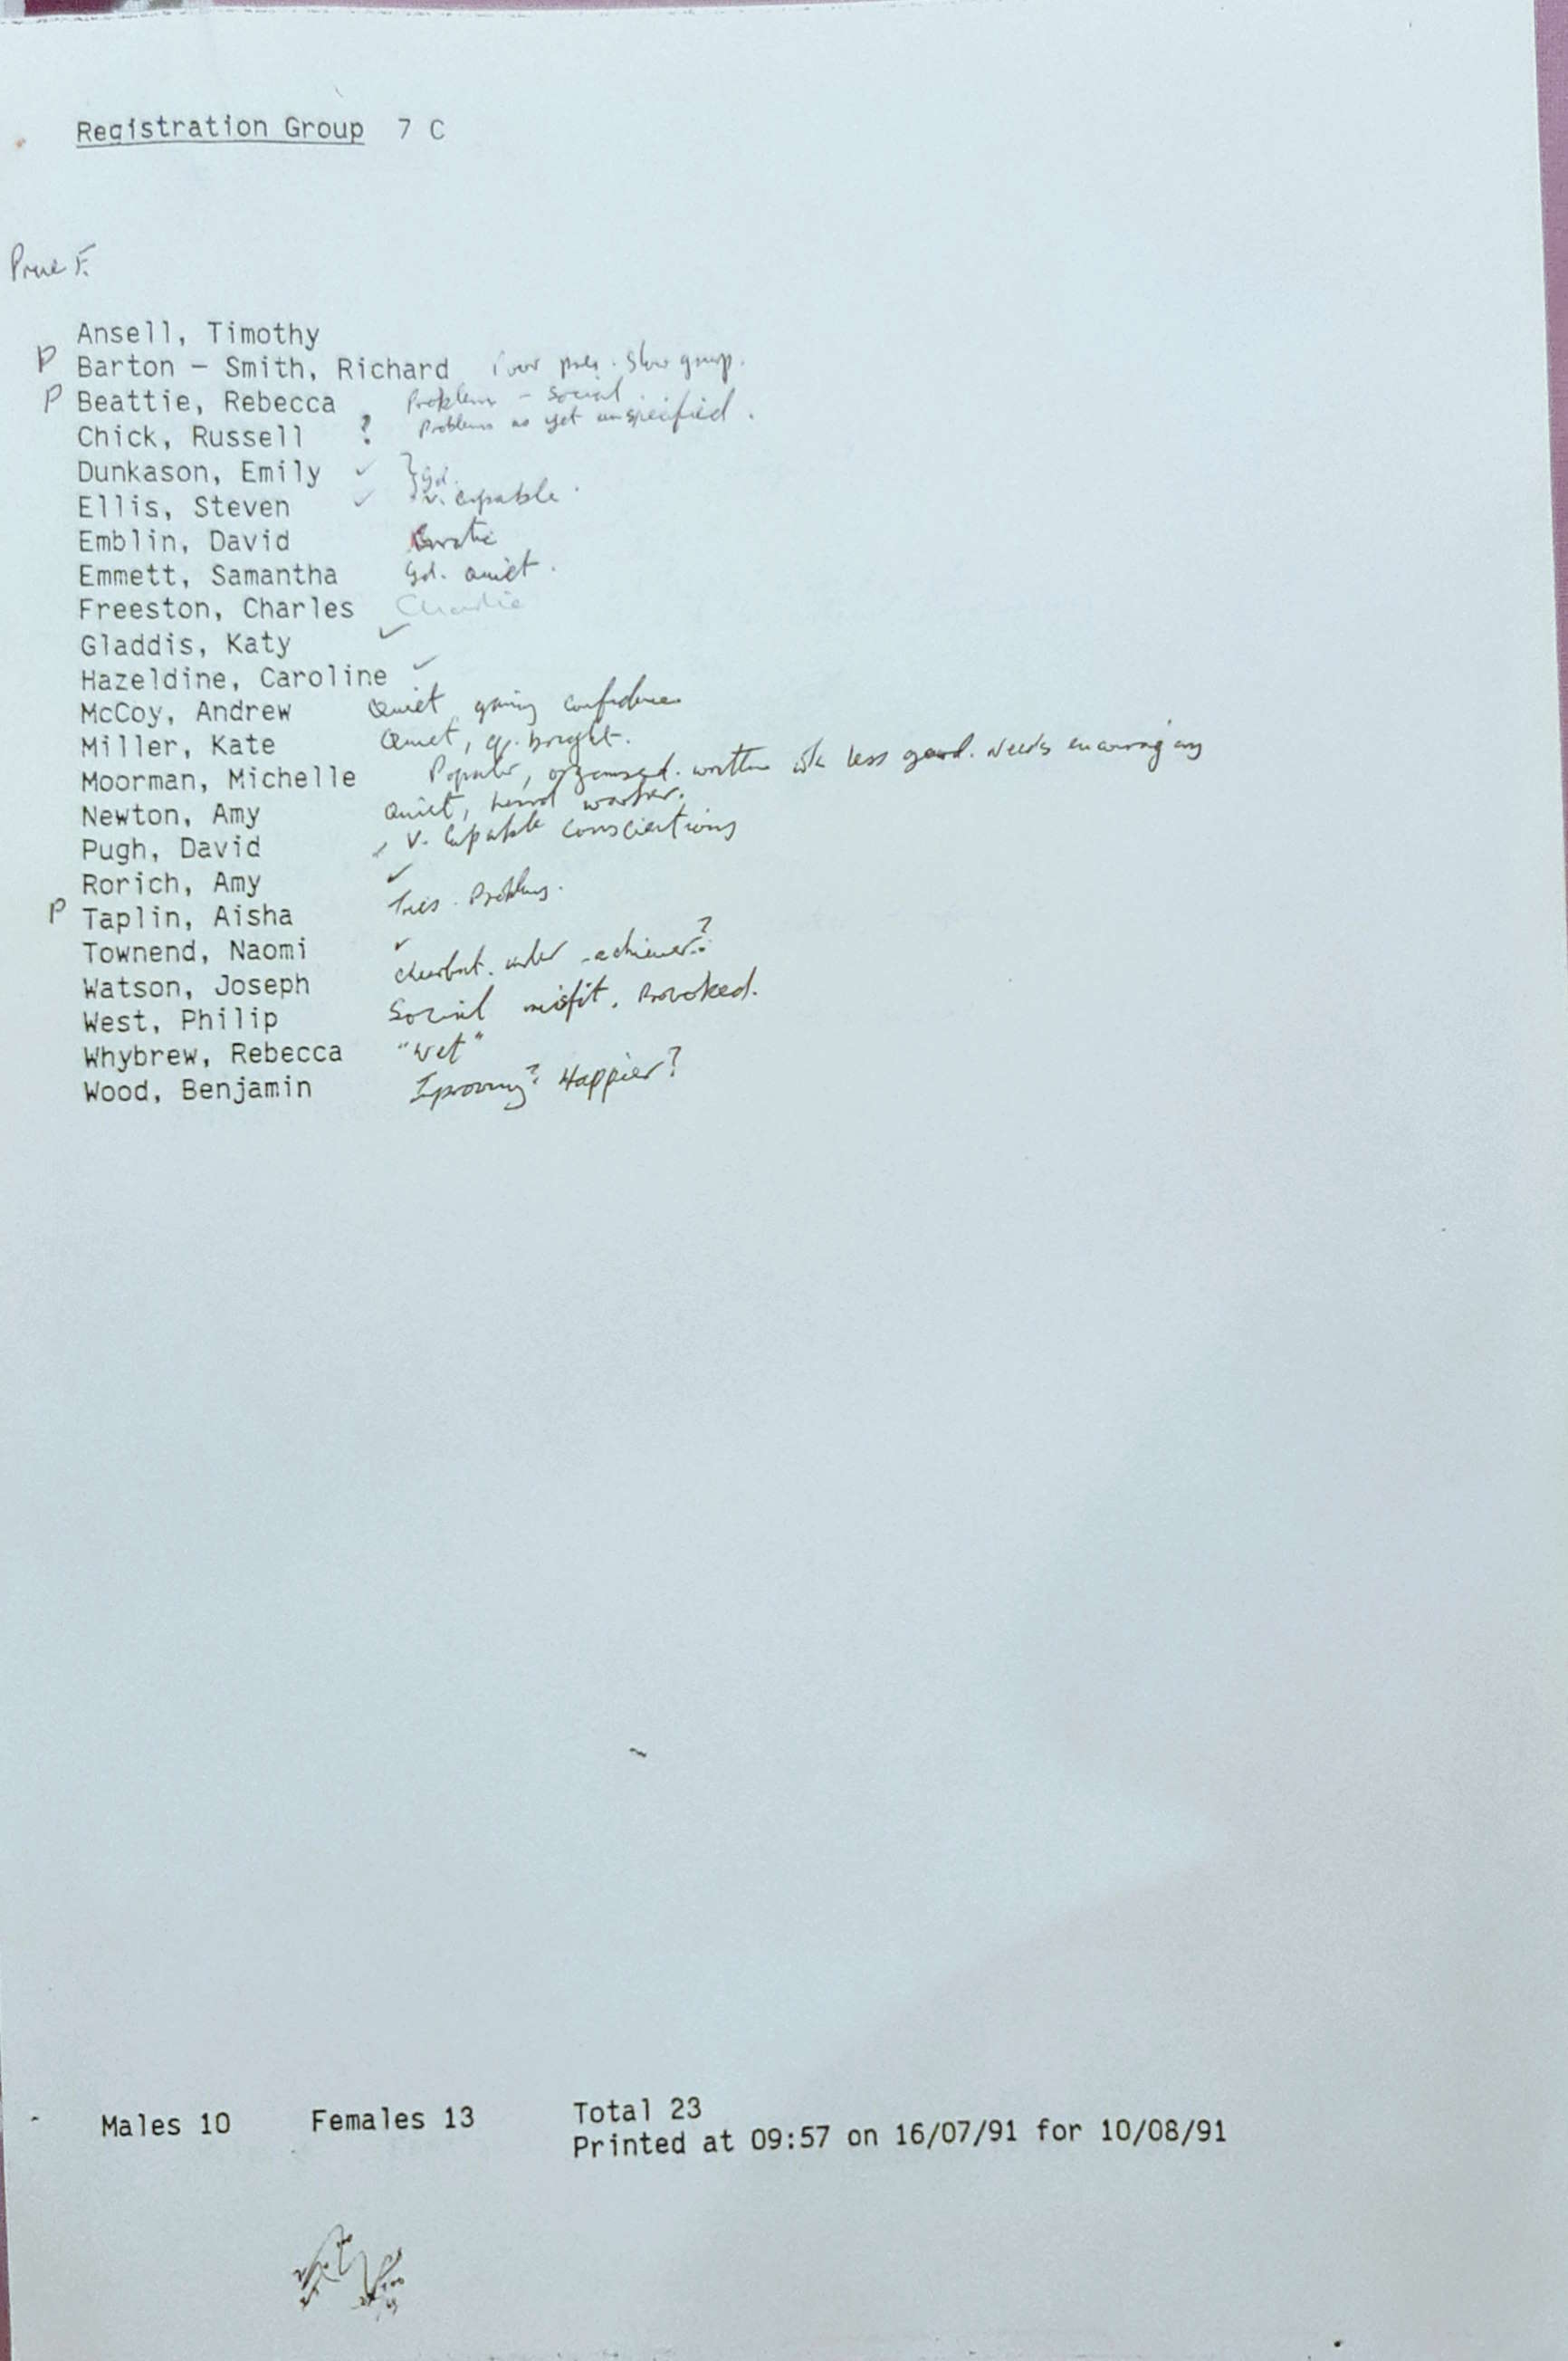 Registration Group 7 C
Prue F.
Ansell, Timothy
P Barton - Smith, Richard Poor pres. Slow group.
P Beattie, Rebecca Problem - Social.
Chick, Russell ? Problems as yet unspecified.
Dunkason, Emily ✓ } Gd.
Ellis, Steven ✓ v. capable.
Emblin, David Erratic
Emmett, Samantha Gd. Quiet.
Freeston, Charles Charlie
Gladdis, Katy ✓
Hazeldine, Caroline ✓
McCoy, Andrew Quiet, gaining confidence
Miller, Kate Quiet, bright.
Moorman, Michelle Popular, organised. written wk less good. Needs encouraging
Newton, Amy Quiet, hard worker.
Pugh, David V. capable conscientious
Rorich, Amy ✓
P Taplin, Aisha Tries. Problems.
Townend, Naomi ✓
Watson, Joseph under-achiever?
West, Philip Social misfit. Provoked.
Whybrew, Rebecca "Wet"
Wood, Benjamin Improving? Happier?
Males 10 Females 13 Total 23
Printed at 09:57 on 16/07/91 for 10/08/91